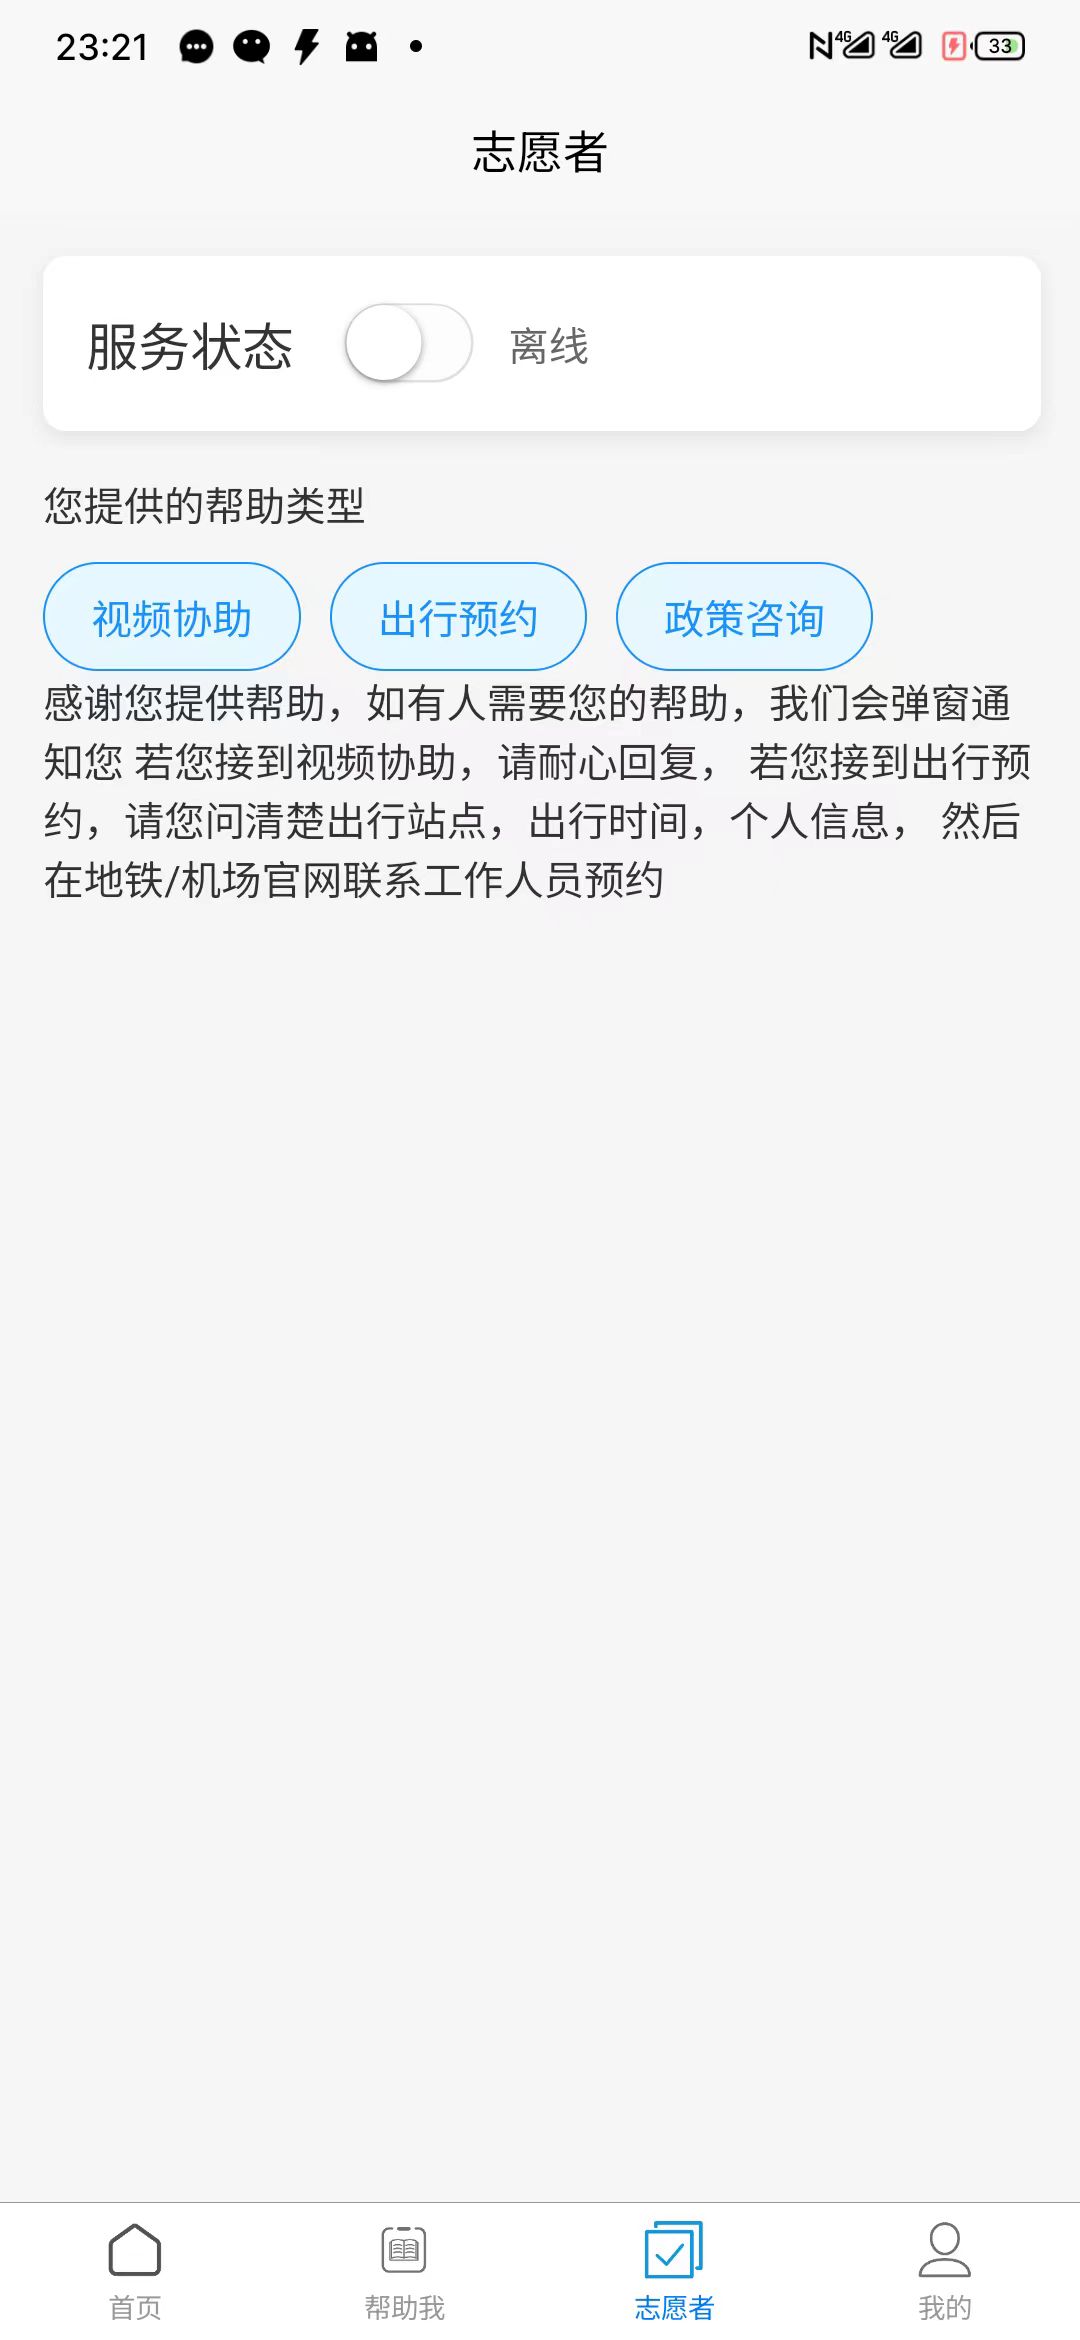 23:21
4G 4G 33
志愿者
服务状态 离线
您提供的帮助类型
视频协助 出行预约 政策咨询
感谢您提供帮助，如有人需要您的帮助，我们会弹窗通
知您 若您接到视频协助，请耐心回复， 若您接到出行预
约，请您问清楚出行站点，出行时间，个人信息， 然后
在地铁/机场官网联系工作人员预约
首页 帮助我 志愿者 我的